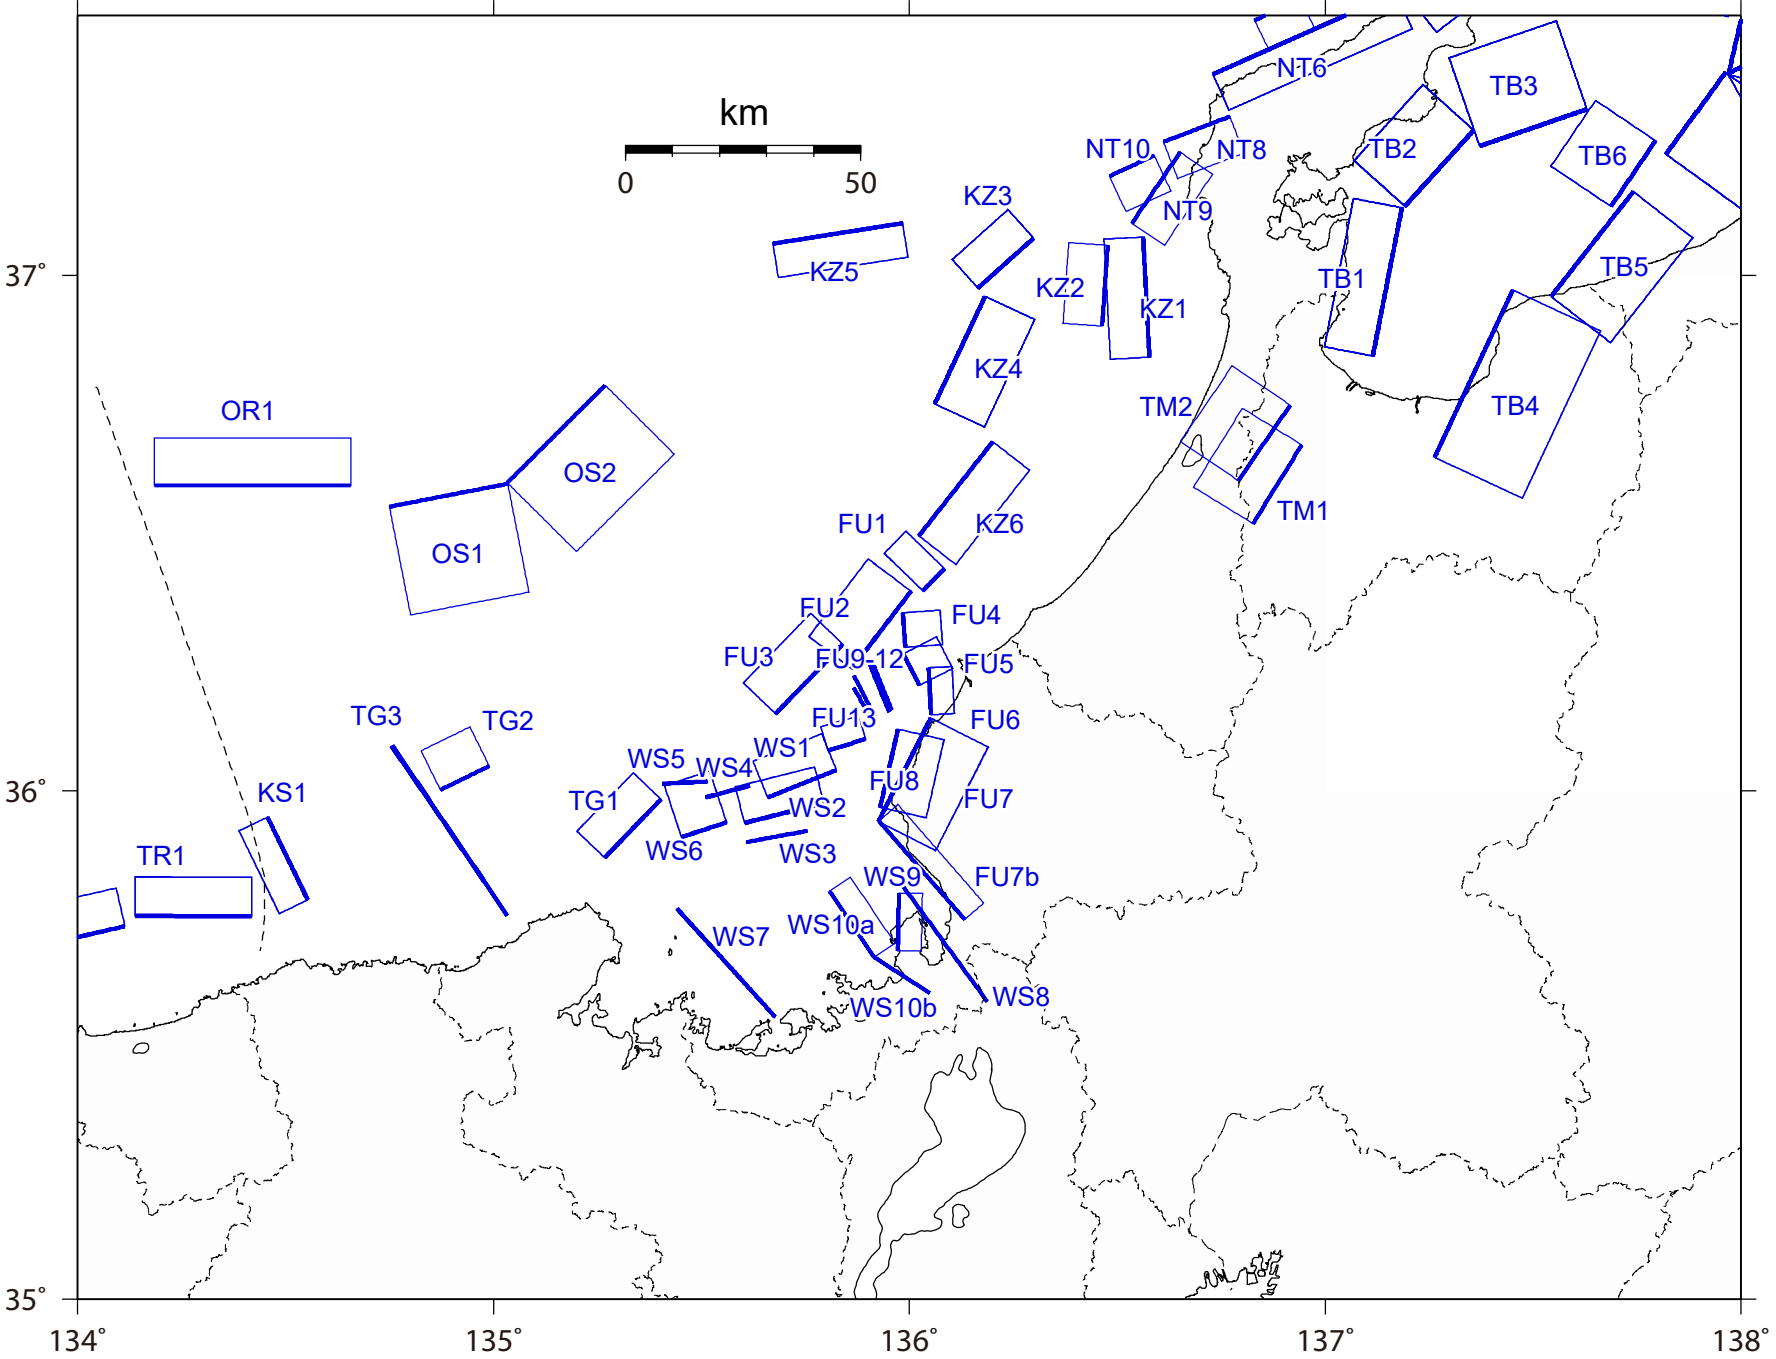 NT6
TB3
km
NT10
NT8
TB2
TB6
0
50
KZ3
NT9
37°
KZ5
KZ2
TB1
TB5
KZ1
KZ4
OR1
TM2
TB4
OS2
FU1
KZ6
TM1
OS1
FU2
FU4
FU3
FU9-12
FU5
TG3
TG2
FU13
FU6
WS1
WS5
WS4
36°
KS1
TG1
FU8
FU7
WS2
WS6
WS3
TR1
WS9
FU7b
WS10a
WS7
WS10b
WS8
35°
134°
135°
136°
137°
138°